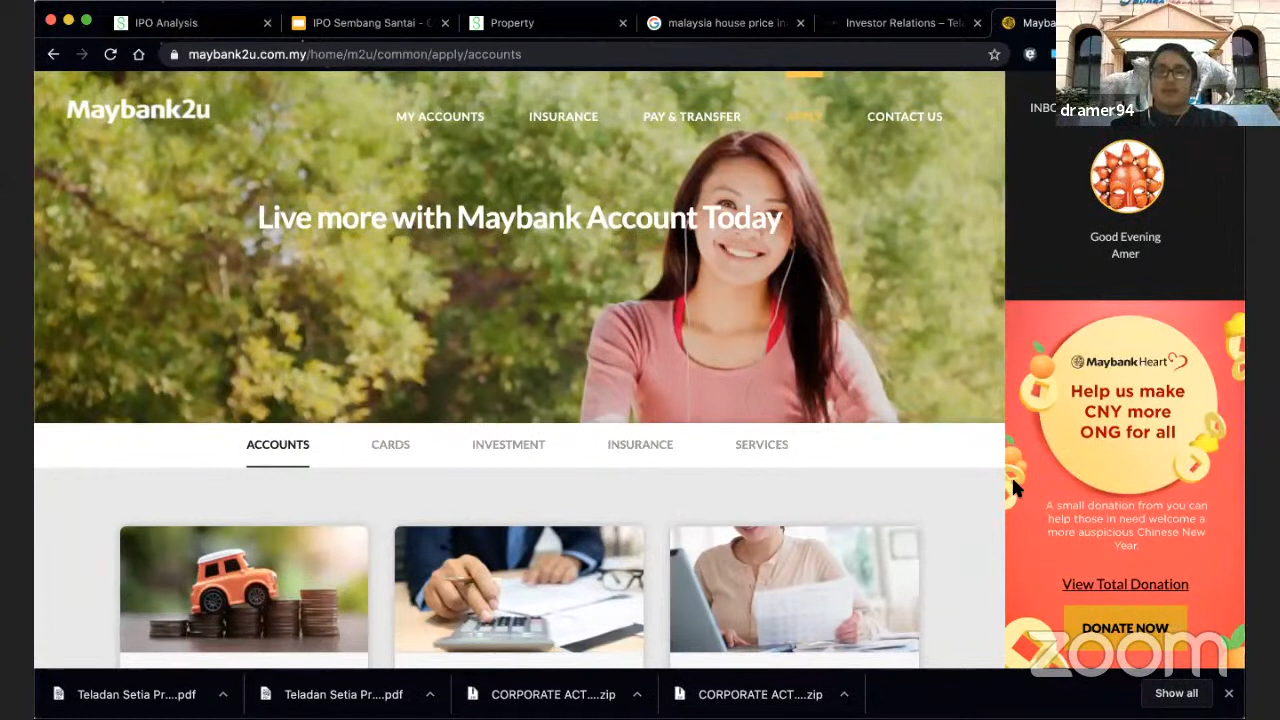 IPO Analysis
IPO Sembang Santai - 
Property
malaysia house price in
Investor Relations – Tel
Mayba
maybank2u.com.my/home/m2u/common/apply/accounts
Maybank2u
MY ACCOUNTS
INSURANCE
PAY & TRANSFER
APPLY
CONTACT US
INBO
dramer94
Live more with Maybank Account Today
Good Evening
Amer
ACCOUNTS
CARDS
INVESTMENT
INSURANCE
SERVICES
Maybank Heart
Help us make
CNY more
ONG for all
A small donation from you can
help those in need welcome a
more auspicious Chinese New
Year.
View Total Donation
DONATE NOW
zoom
Teladan Setia Pr....pdf
Teladan Setia Pr....pdf
CORPORATE ACT....zip
CORPORATE ACT....zip
Show all